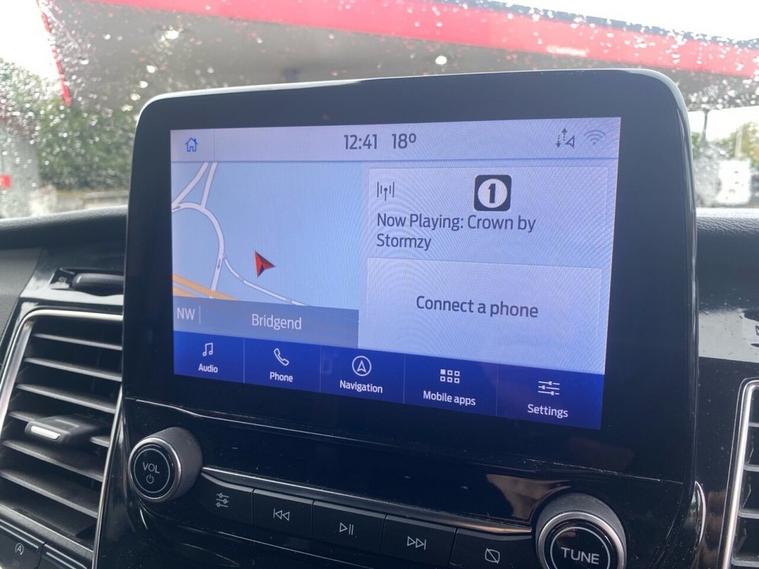 12:41 18°
1
Now Playing: Crown by
Stormzy
Connect a phone
NW Bridgend
Audio
Phone
Navigation
Mobile apps
Settings
VOL
TUNE
A